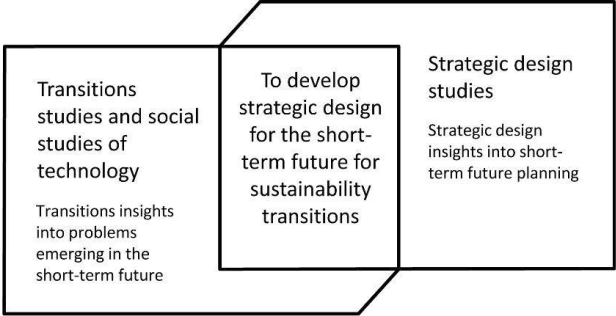 Transitions
studies and social
studies of
technology
Transitions insights
into problems
emerging in the
short-term future
To develop
strategic design
for the short-
term future for
sustainability
transitions
Strategic design
studies
Strategic design
insights into short-
term future planning